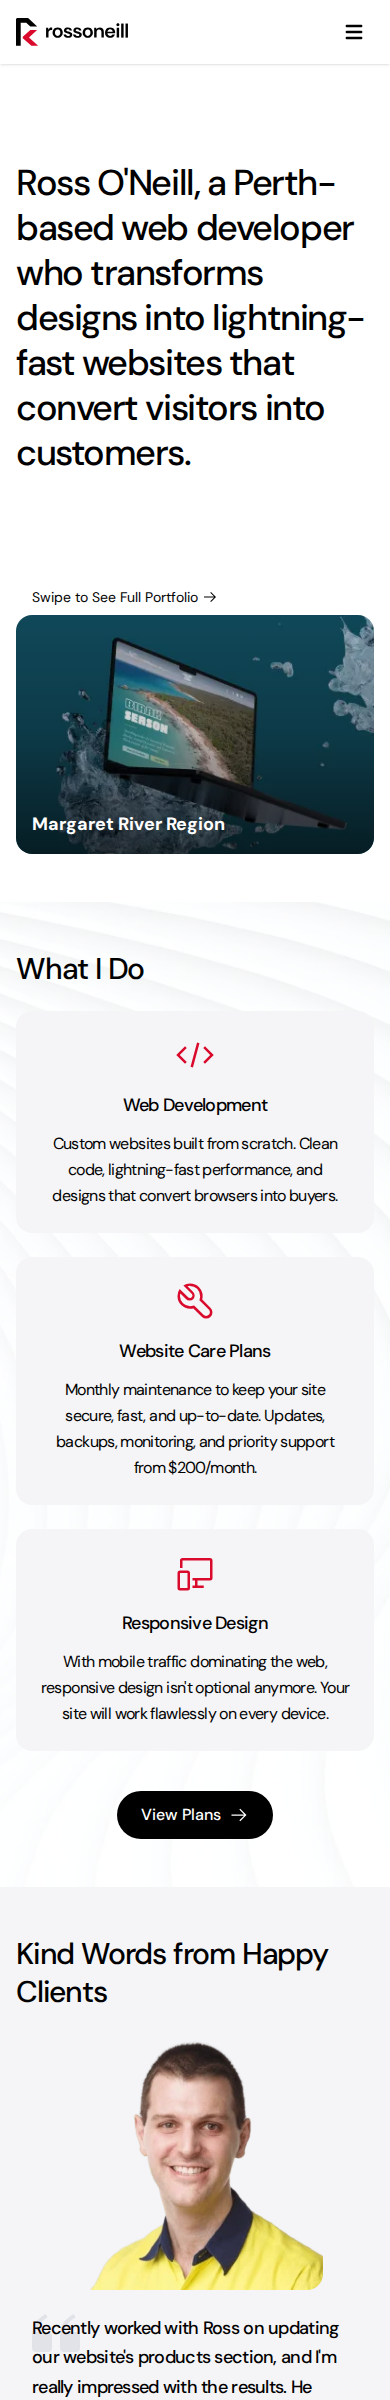 rossoneill
Ross O'Neill, a Perth-
based web developer
who transforms
designs into lightning-
fast websites that
convert visitors into
customers.
Swipe to See Full Portfolio →
Margaret River Region
What I Do
Web Development
Custom websites built from scratch. Clean
code, lightning-fast performance, and
designs that convert browsers into buyers.
Website Care Plans
Monthly maintenance to keep your site
secure, fast, and up-to-date. Updates,
backups, monitoring, and priority support
from $200/month.
Responsive Design
With mobile traffic dominating the web,
responsive design isn't optional anymore. Your
site will work flawlessly on every device.
View Plans →
Kind Words from Happy
Clients
Recently worked with Ross on updating
our website's products section, and I'm
really impressed with the results. He